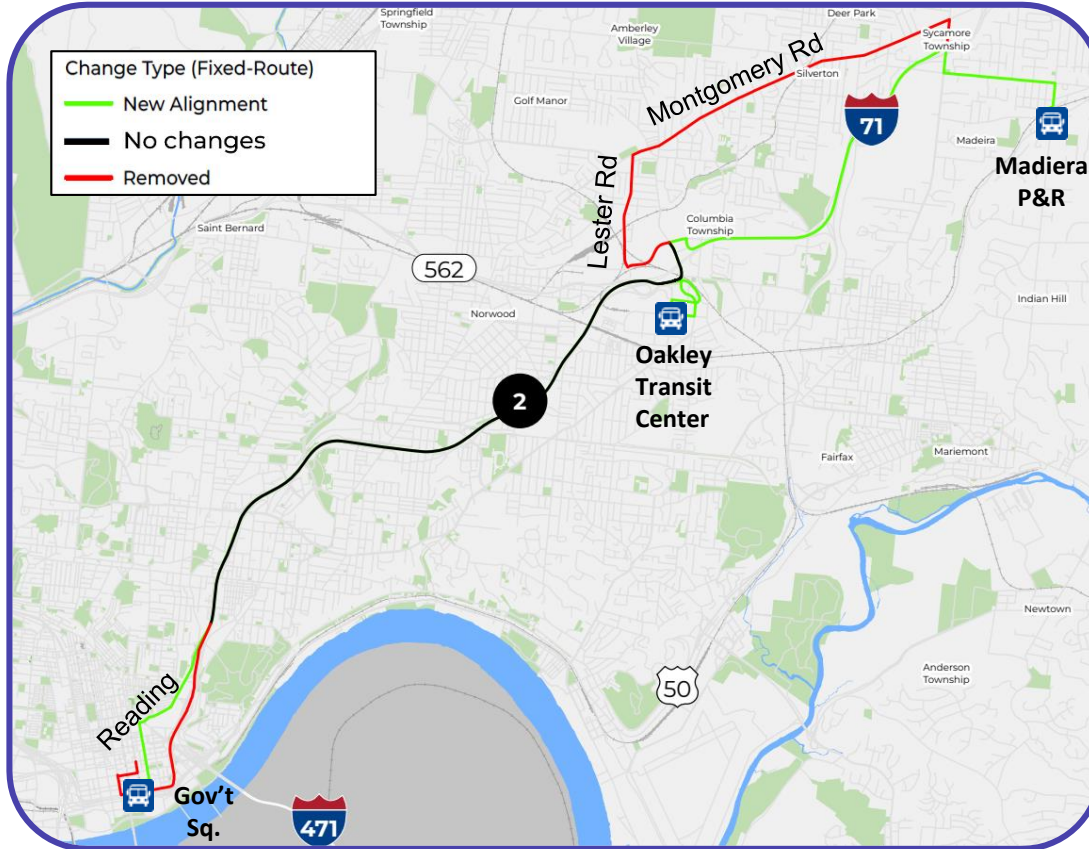 Springfield
Township
Deer Park
Amberley
Village
Sycamore
Township
Change Type (Fixed-Route)
New Alignment
No changes
Removed
Montgomery Rd
Silverton
Golf Manor
71
Madeira
Madiera
P&R
Lester Rd
Columbia
Township
Saint Bernard
562
Indian Hill
Norwood
Oakley
Transit
Center
2
Fairfax
Mariemont
Newtown
Anderson
Township
50
Reading
Gov't
Sq.
471